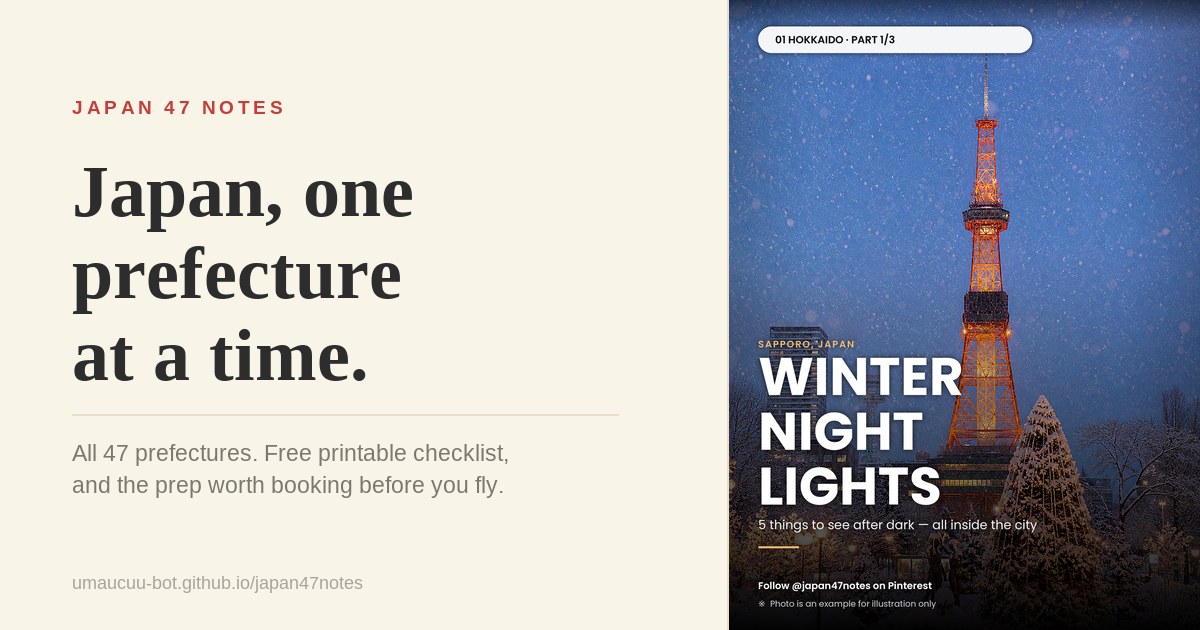 JAPAN 47 NOTES
Japan, one
prefecture
at a time.
All 47 prefectures. Free printable checklist,
and the prep worth booking before you fly.
umaucuu-bot.github.io/japan47notes
01 HOKKAIDO · PART 1/3
SAPPORO, JAPAN
WINTER
NIGHT
LIGHTS
5 things to see after dark — all inside the city
Follow @japan47notes on Pinterest
※ Photo is an example for illustration only